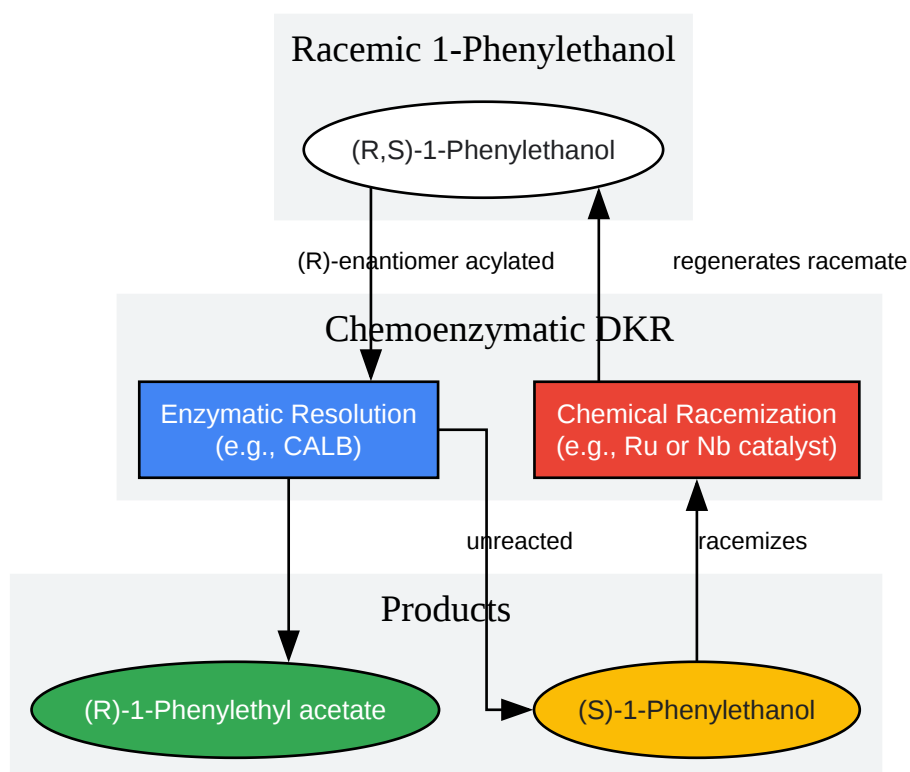 Racemic 1-Phenylethanol
(R,S)-1-Phenylethanol
(R)-enantiomer acylated
regenerates racemate
Chemoenzymatic DKR
Enzymatic Resolution
(e.g., CALB)
Chemical Racemization
(e.g., Ru or Nb catalyst)
unreacted
racemizes
Products
(R)-1-Phenylethyl acetate
(S)-1-Phenylethanol